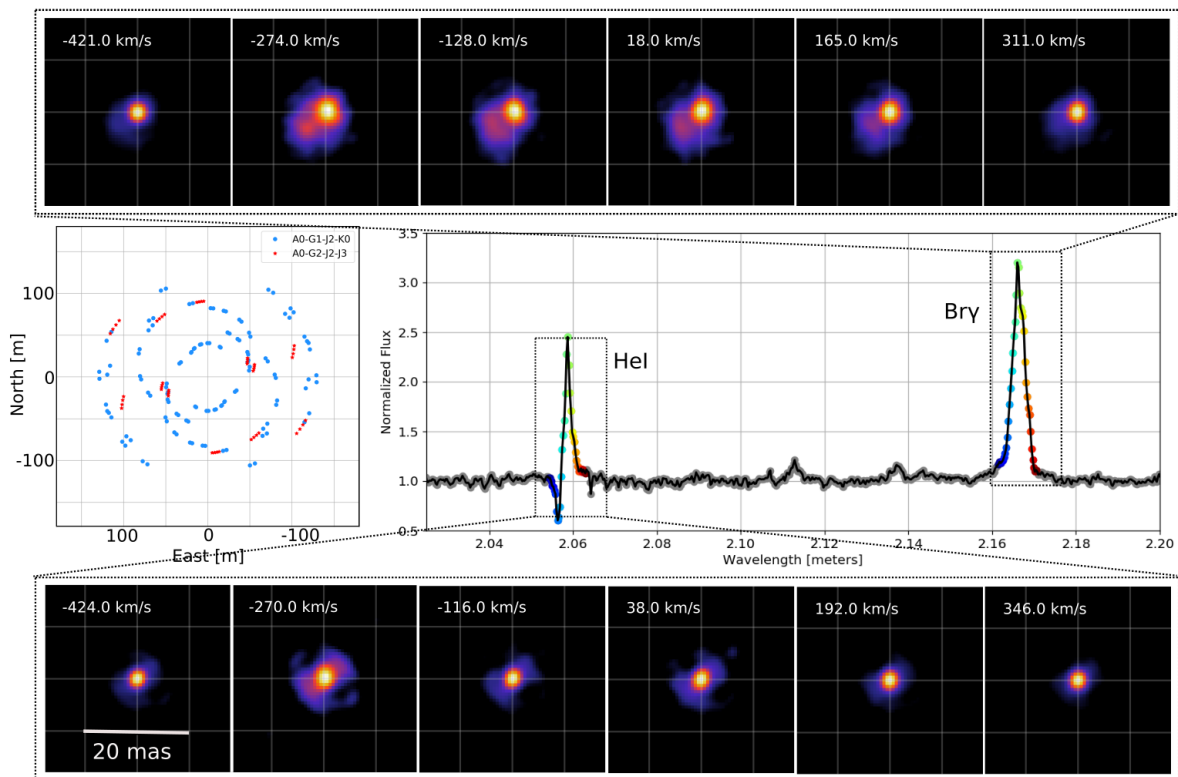 -421.0 km/s -274.0 km/s -128.0 km/s 18.0 km/s 165.0 km/s 311.0 km/s
A0-G1-J2-K0
A0-G2-J2-J3
100
0
-100
North [m]
100 0 -100
East [m]
3.5
3.0
2.5
2.0
1.5
1.0
0.5
Normalized Flux
HeI
Brγ
2.04 2.06 2.08 2.10 2.12 2.14 2.16 2.18 2.20
Wavelength [meters]
-424.0 km/s -270.0 km/s -116.0 km/s 38.0 km/s 192.0 km/s 346.0 km/s
20 mas